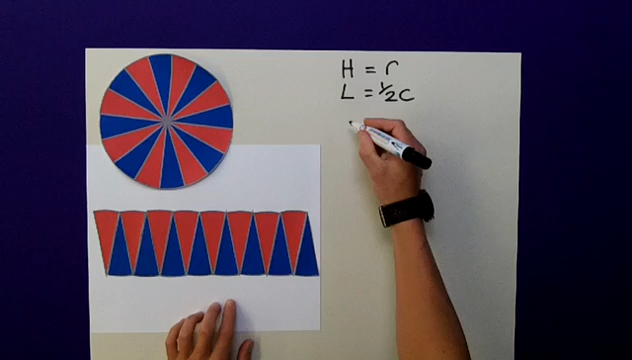 H = r
L = ½C